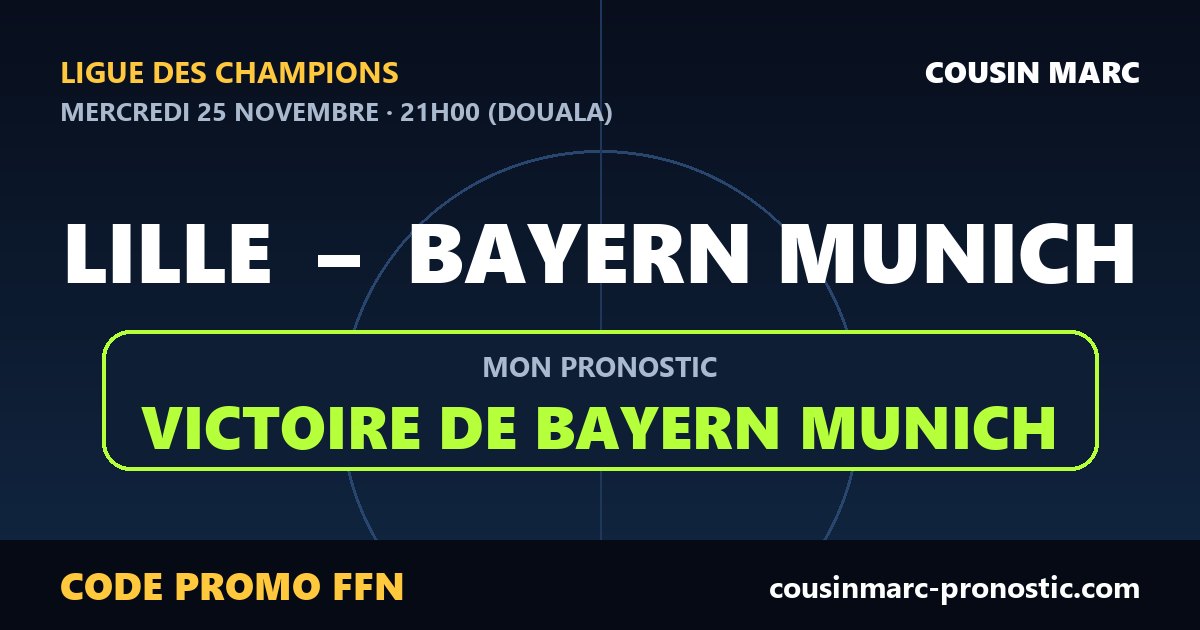 LIGUE DES CHAMPIONS
COUSIN MARC
MERCREDI 25 NOVEMBRE · 21H00 (DOUALA)
LILLE – BAYERN MUNICH
MON PRONOSTIC
VICTOIRE DE BAYERN MUNICH
CODE PROMO FFN
cousinmarc-pronostic.com